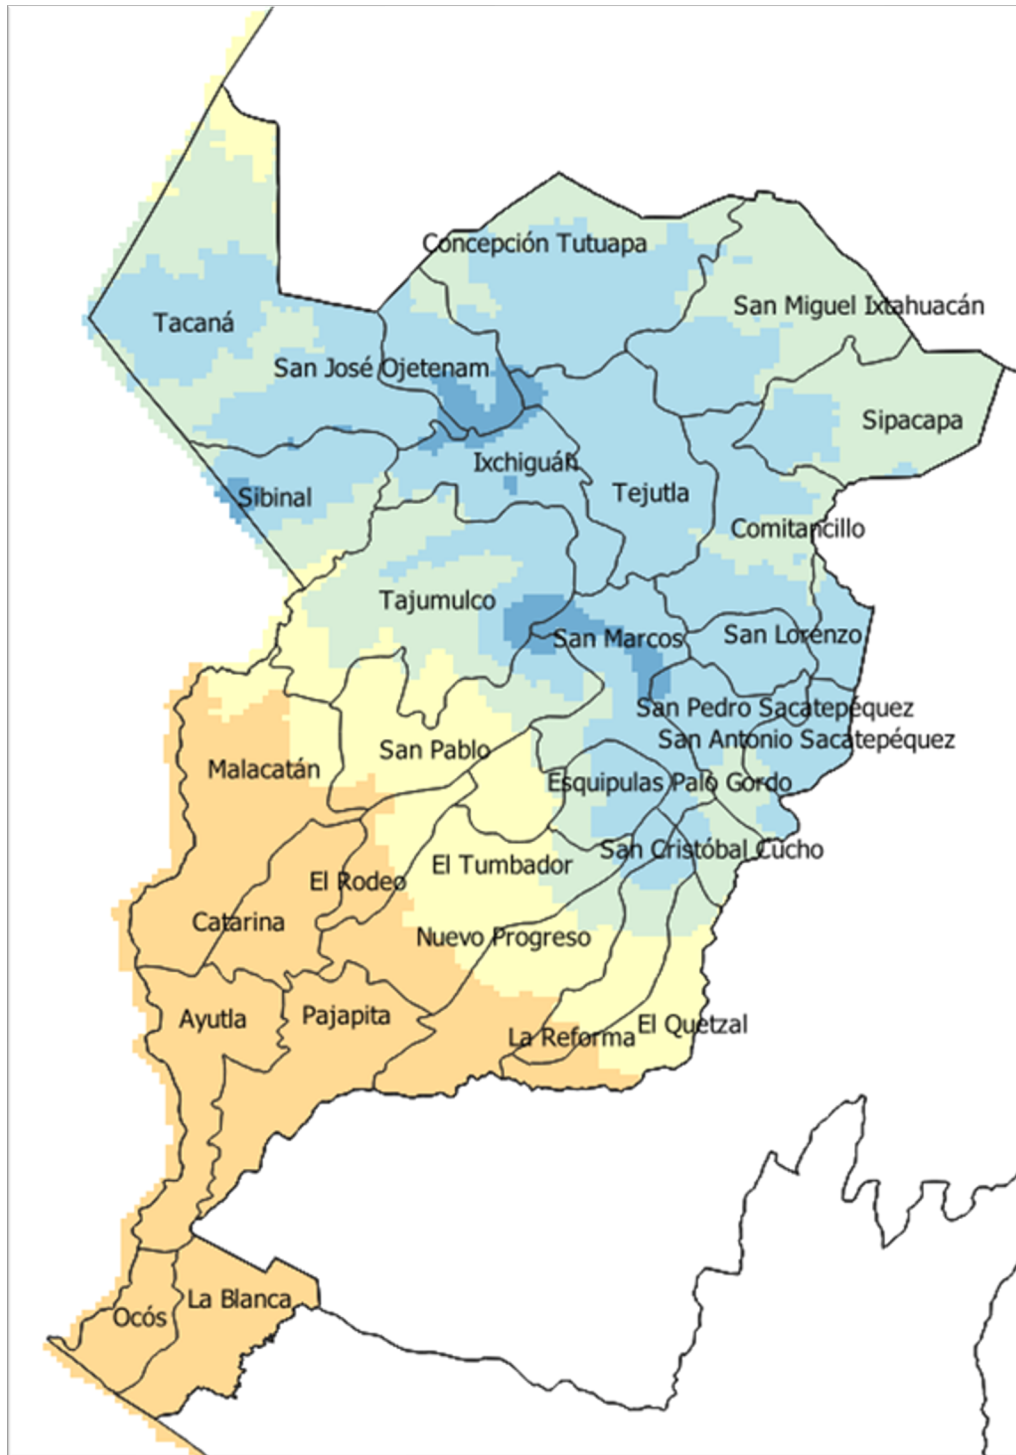 Concepción Tutuapa
San Miguel Ixtahuacán
Tacaná
San José Ojetenam
Sipacapa
Ixchiguán
Sibinal
Tejutla
Comitancillo
Tajumulco
San Marcos
San Lorenzo
San Pedro Sacatepéquez
San Antonio Sacatepéquez
San Pablo
Malacatán
Esquipulas Palo Gordo
San Cristóbal Cucho
El Tumbador
El Rodeo
Catarina
Nuevo Progreso
Ayutla
Pajapita
La Reforma
El Quetzal
La Blanca
Ocós